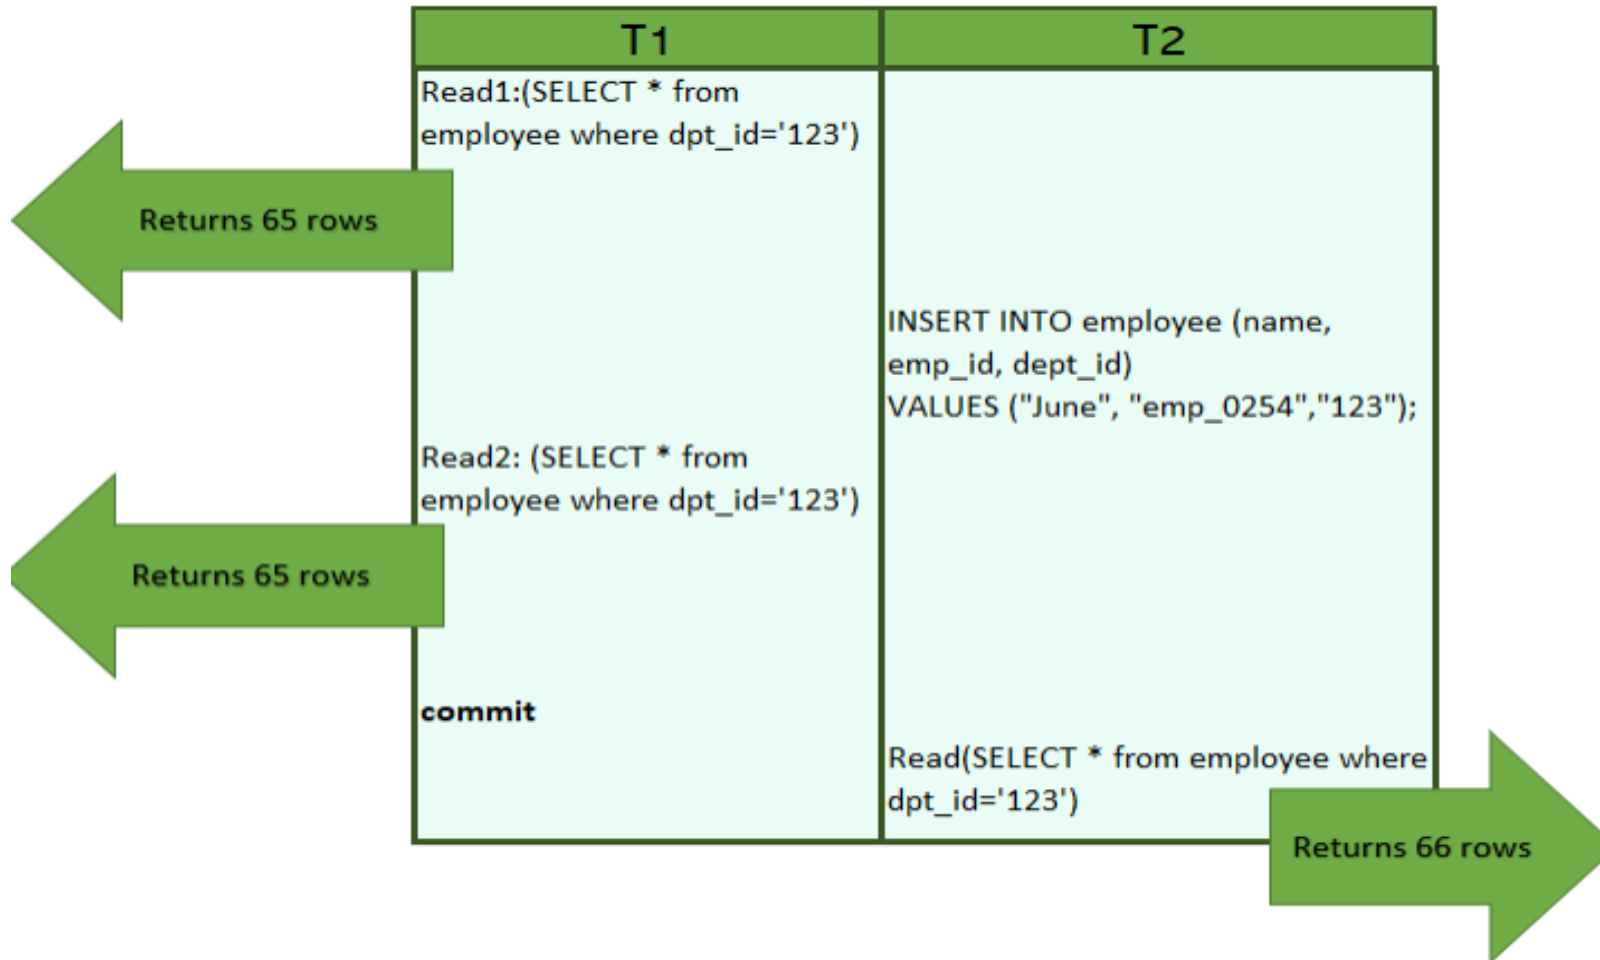 T1
T2
Read1:(SELECT * from
employee where dpt_id='123')
Returns 65 rows
INSERT INTO employee (name,
emp_id, dept_id)
VALUES ("June", "emp_0254","123");
Read2: (SELECT * from
employee where dpt_id='123')
Returns 65 rows
commit
Read(SELECT * from employee where
dpt_id='123')
Returns 66 rows